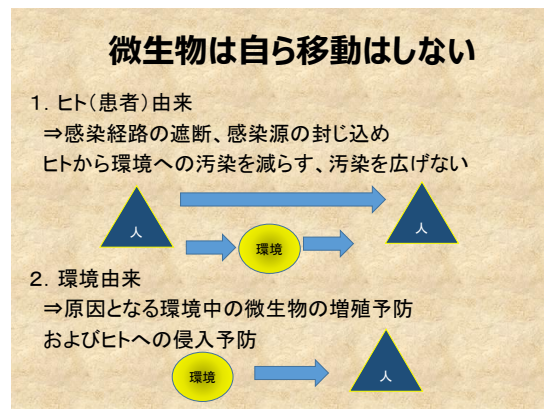 微生物は自ら移動はしない
1. ヒト(患者)由来
⇒感染経路の遮断、感染源の封じ込め
ヒトから環境への汚染を減らす、汚染を広げない
人
環境
人
2. 環境由来
⇒原因となる環境中の微生物の増殖予防
およびヒトへの侵入予防
環境
人